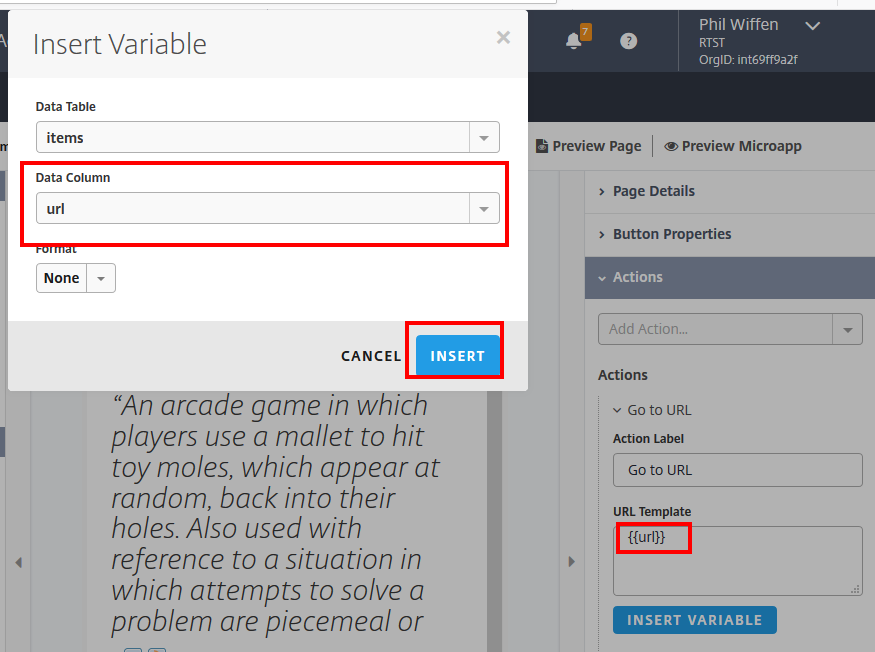 Insert Variable
×
Data Table
items
Data Column
url
Format
None
CANCEL
INSERT
7
?
Phil Wiffen
RTST
OrgID: int69ff9a2f
Preview Page
Preview Microapp
Page Details
Button Properties
Actions
Add Action...
Actions
Go to URL
Action Label
Go to URL
URL Template
{{url}}
INSERT VARIABLE
“An arcade game in which
players use a mallet to hit
toy moles, which appear at
random, back into their
holes. Also used with
reference to a situation in
which attempts to solve a
problem are piecemeal or